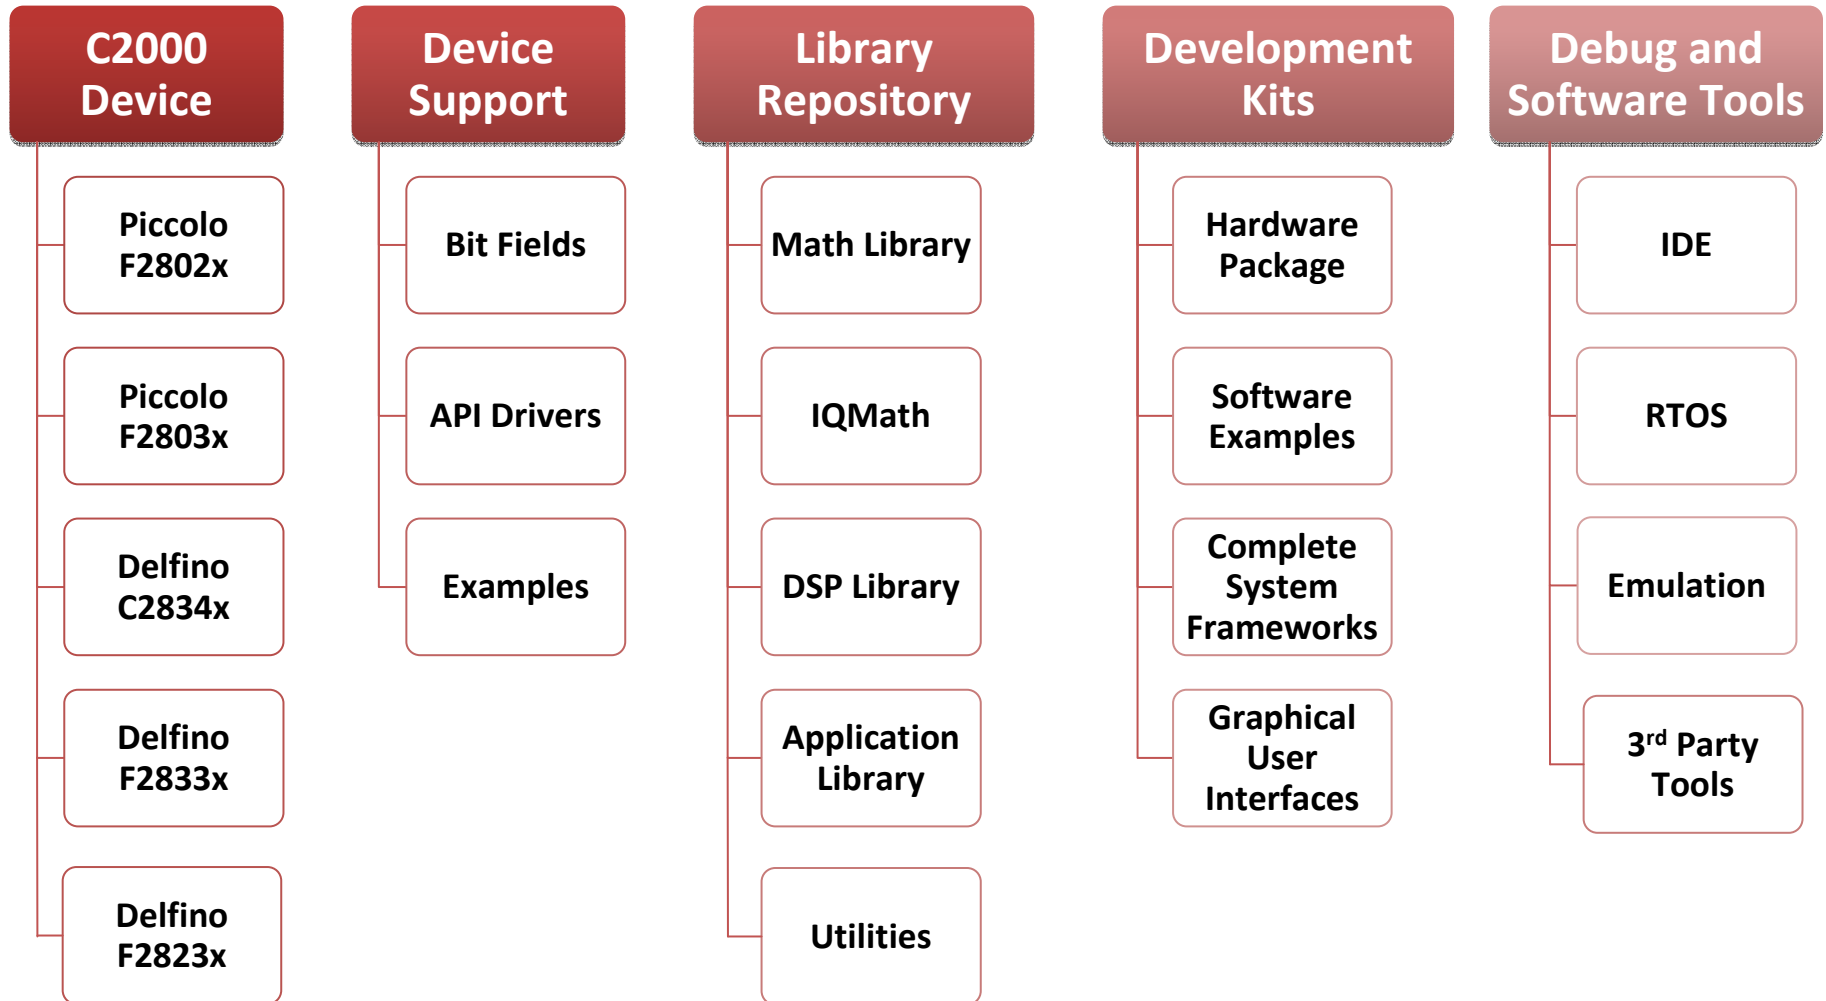 C2000
Device
Piccolo
F2802x
Piccolo
F2803x
Delfino
C2834x
Delfino
F2833x
Delfino
F2823x
Device
Support
Bit Fields
API Drivers
Examples
Library
Repository
Math Library
IQMath
DSP Library
Application
Library
Utilities
Development
Kits
Hardware
Package
Software
Examples
Complete
System
Frameworks
Graphical
User
Interfaces
Debug and
Software Tools
IDE
RTOS
Emulation
3rd Party
Tools